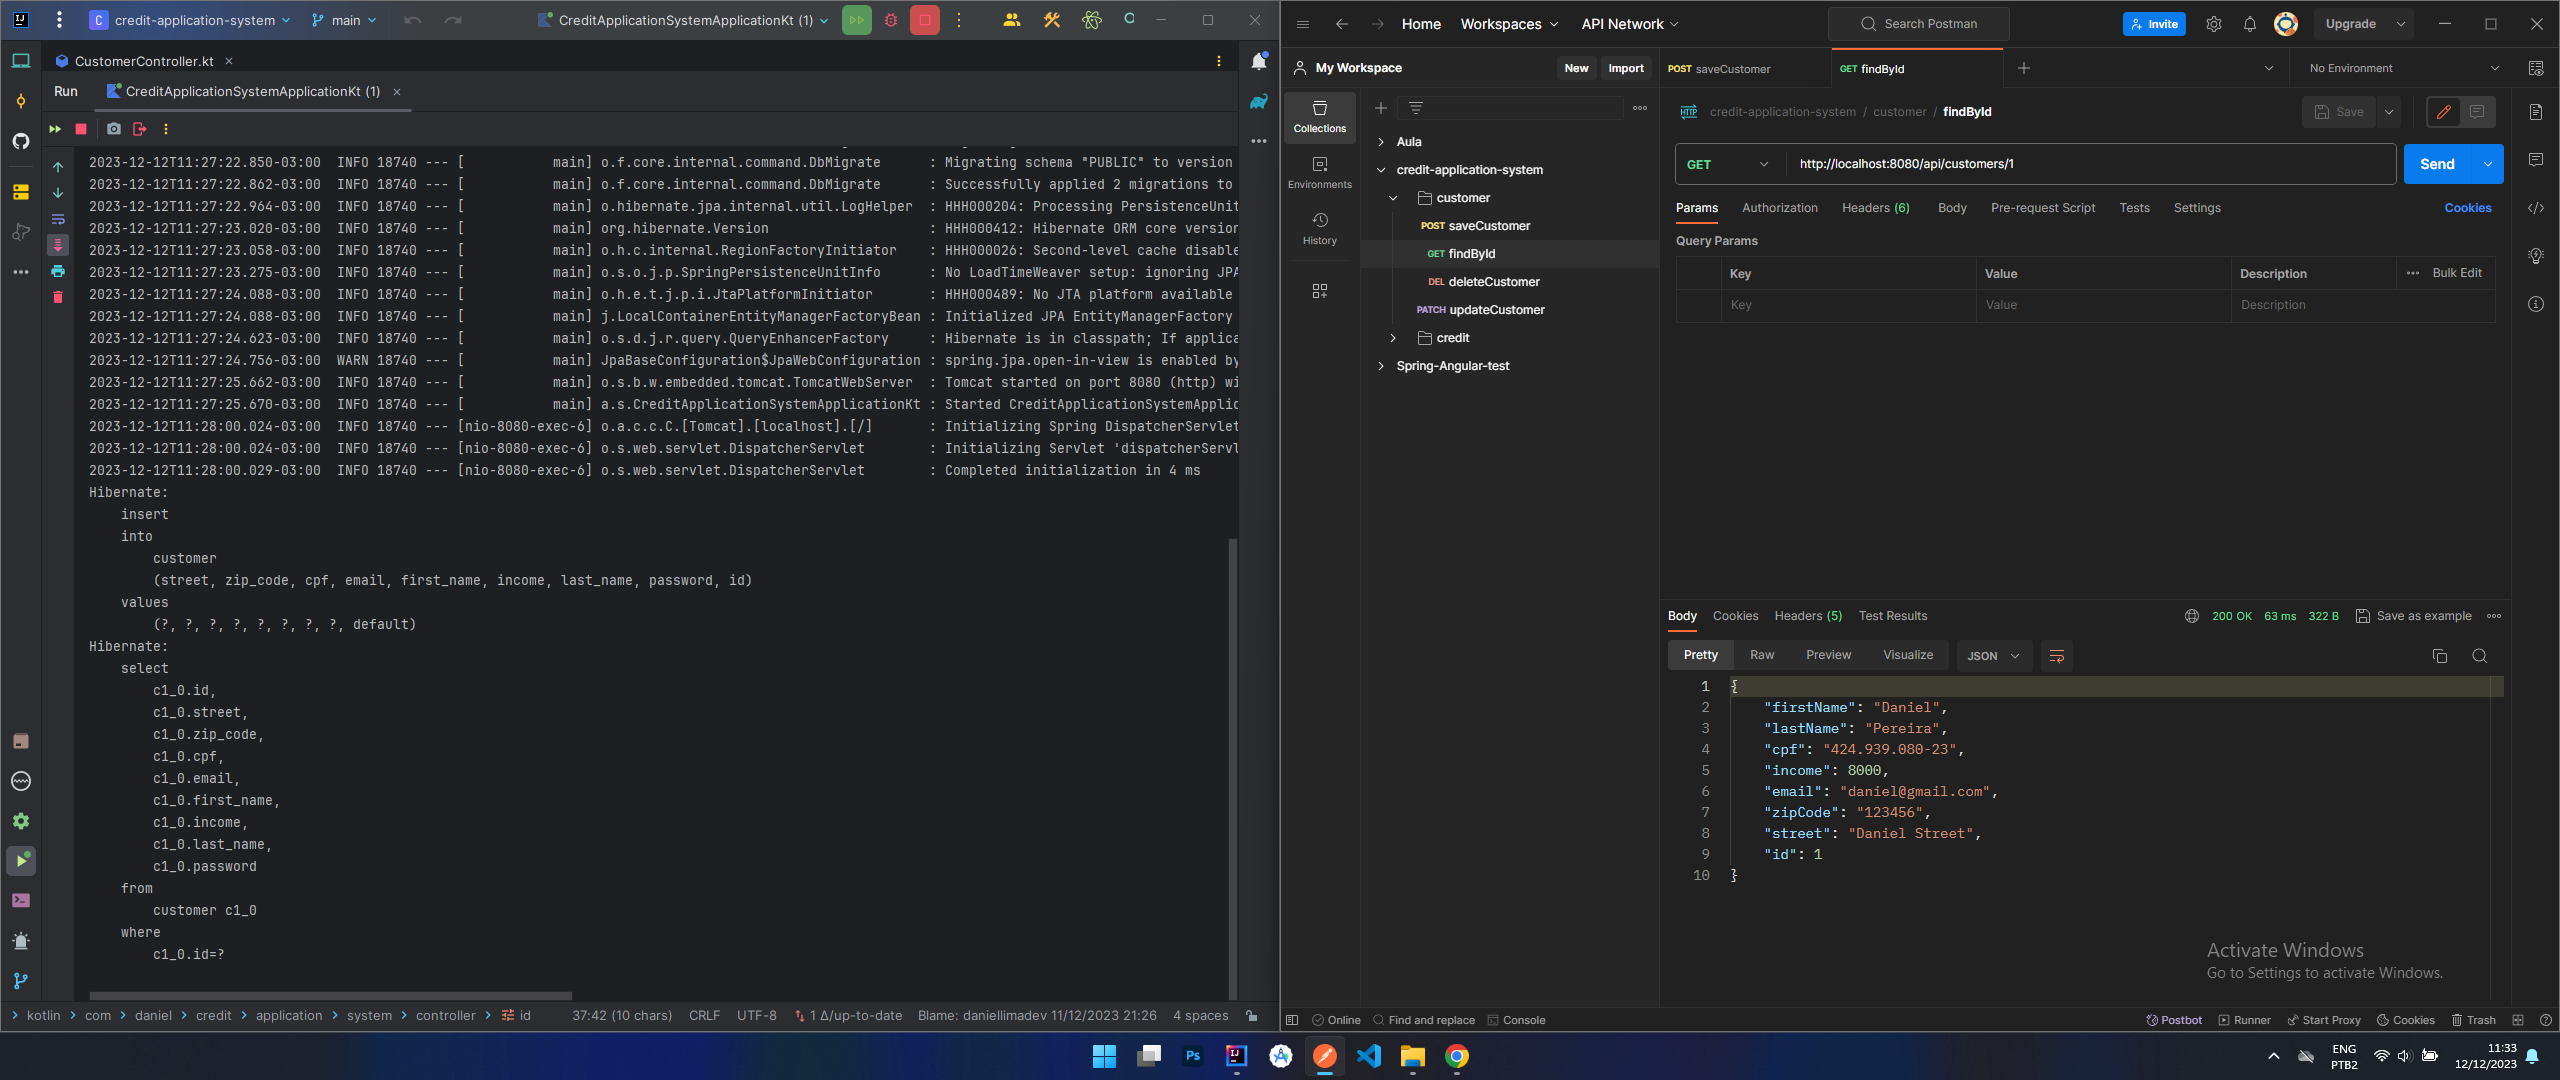 credit-application-system
main
CreditApplicationSystemApplicationKt (1)
CustomerController.kt
Run
CreditApplicationSystemApplicationKt (1)
2023-12-12T11:27:22.850-03:00  INFO 18740 --- [           main] o.f.core.internal.command.DbMigrate      : Migrating schema "PUBLIC" to version
2023-12-12T11:27:22.862-03:00  INFO 18740 --- [           main] o.f.core.internal.command.DbMigrate      : Successfully applied 2 migrations to
2023-12-12T11:27:22.964-03:00  INFO 18740 --- [           main] o.hibernate.jpa.internal.util.LogHelper  : HHH000204: Processing PersistenceUnit
2023-12-12T11:27:23.020-03:00  INFO 18740 --- [           main] org.hibernate.Version                    : HHH000412: Hibernate ORM core version
2023-12-12T11:27:23.058-03:00  INFO 18740 --- [           main] o.h.c.internal.RegionFactoryInitiator    : HHH000026: Second-level cache disable
2023-12-12T11:27:23.275-03:00  INFO 18740 --- [           main] o.s.o.j.p.SpringPersistenceUnitInfo      : No LoadTimeWeaver setup: ignoring JPA
2023-12-12T11:27:24.088-03:00  INFO 18740 --- [           main] o.h.e.t.j.p.i.JtaPlatformInitiator       : HHH000489: No JTA platform available
2023-12-12T11:27:24.088-03:00  INFO 18740 --- [           main] j.LocalContainerEntityManagerFactoryBean : Initialized JPA EntityManagerFactory
2023-12-12T11:27:24.623-03:00  INFO 18740 --- [           main] o.s.d.j.r.query.QueryEnhancerFactory     : Hibernate is in classpath; If applica
2023-12-12T11:27:24.756-03:00  WARN 18740 --- [           main] JpaBaseConfiguration$JpaWebConfiguration : spring.jpa.open-in-view is enabled by
2023-12-12T11:27:25.662-03:00  INFO 18740 --- [           main] o.s.b.w.embedded.tomcat.TomcatWebServer  : Tomcat started on port 8080 (http) wi
2023-12-12T11:27:25.670-03:00  INFO 18740 --- [           main] a.s.CreditApplicationSystemApplicationKt : Started CreditApplicationSystemApplic
2023-12-12T11:28:00.024-03:00  INFO 18740 --- [nio-8080-exec-6] o.a.c.c.C.[Tomcat].[localhost].[/]       : Initializing Spring DispatcherServlet
2023-12-12T11:28:00.024-03:00  INFO 18740 --- [nio-8080-exec-6] o.s.web.servlet.DispatcherServlet        : Initializing Servlet 'dispatcherServl
2023-12-12T11:28:00.029-03:00  INFO 18740 --- [nio-8080-exec-6] o.s.web.servlet.DispatcherServlet        : Completed initialization in 4 ms
Hibernate:
insert
into
customer
(street, zip_code, cpf, email, first_name, income, last_name, password, id)
values
(?, ?, ?, ?, ?, ?, ?, ?, default)
Hibernate:
select
c1_0.id,
c1_0.street,
c1_0.zip_code,
c1_0.cpf,
c1_0.email,
c1_0.first_name,
c1_0.income,
c1_0.last_name,
c1_0.password
from
customer c1_0
where
c1_0.id=?
kotlin > com > daniel > credit > application > system > controller > id 37:42 (10 chars) CRLF UTF-8 1 Δ/up-to-date Blame: daniellimadev 11/12/2023 21:26 4 spaces
Home Workspaces API Network Search Postman Invite Upgrade
My Workspace New Import POST saveCustomer GET findById No Environment
Collections
Environments
History
Aula
credit-application-system
customer
POST saveCustomer
GET findById
DEL deleteCustomer
PATCH updateCustomer
credit
Spring-Angular-test
HTTP credit-application-system / customer / findById Save
GET http://localhost:8080/api/customers/1 Send
Params Authorization Headers (6) Body Pre-request Script Tests Settings Cookies
Query Params
Key Value Description Bulk Edit
Key Value Description
Body Cookies Headers (5) Test Results 200 OK 63 ms 322 B Save as example
Pretty Raw Preview Visualize JSON
1 {
2 "firstName": "Daniel",
3 "lastName": "Pereira",
4 "cpf": "424.939.080-23",
5 "income": 8000,
6 "email": "daniel@gmail.com",
7 "zipCode": "123456",
8 "street": "Daniel Street",
9 "id": 1
10 }
Activate Windows
Go to Settings to activate Windows.
Online Find and replace Console Postbot Runner Start Proxy Cookies Trash
Ps
ENG
PTB2
11:33
12/12/2023